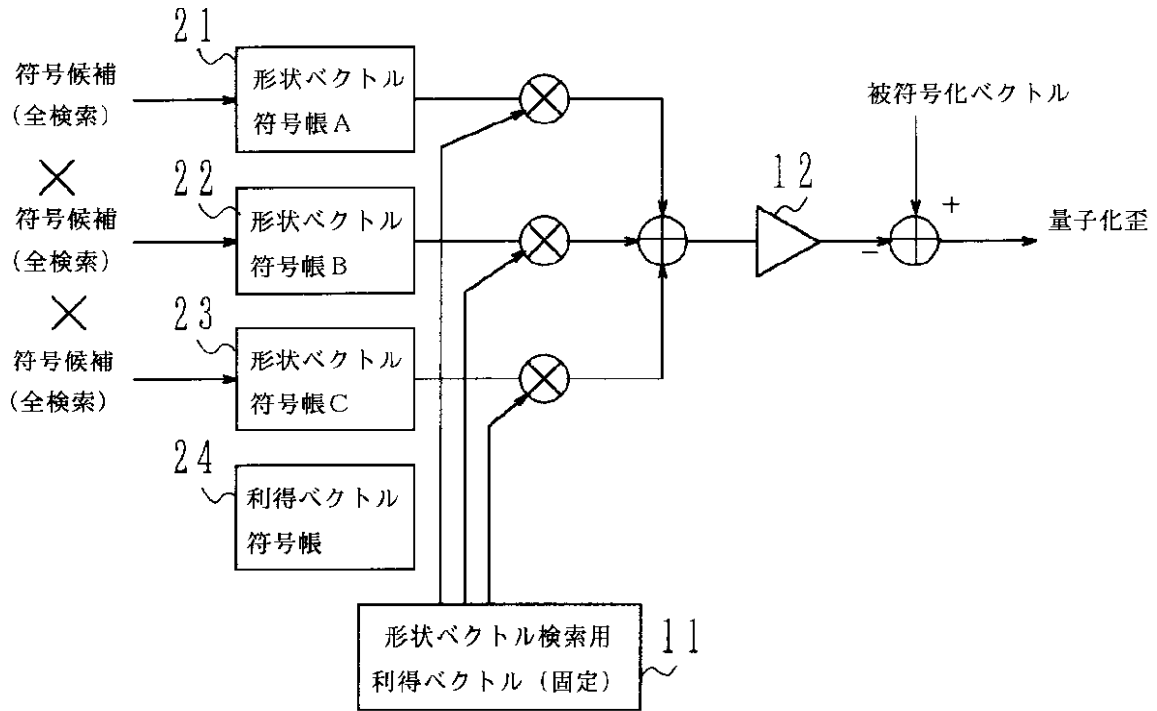 21
符号候補
(全検索)
形状ベクトル
符号帳A
被符号化ベクトル
×
22
符号候補
(全検索)
形状ベクトル
符号帳B
12
+
−
量子化歪
×
23
符号候補
(全検索)
形状ベクトル
符号帳C
24
利得ベクトル
符号帳
形状ベクトル検索用
利得ベクトル（固定）
11